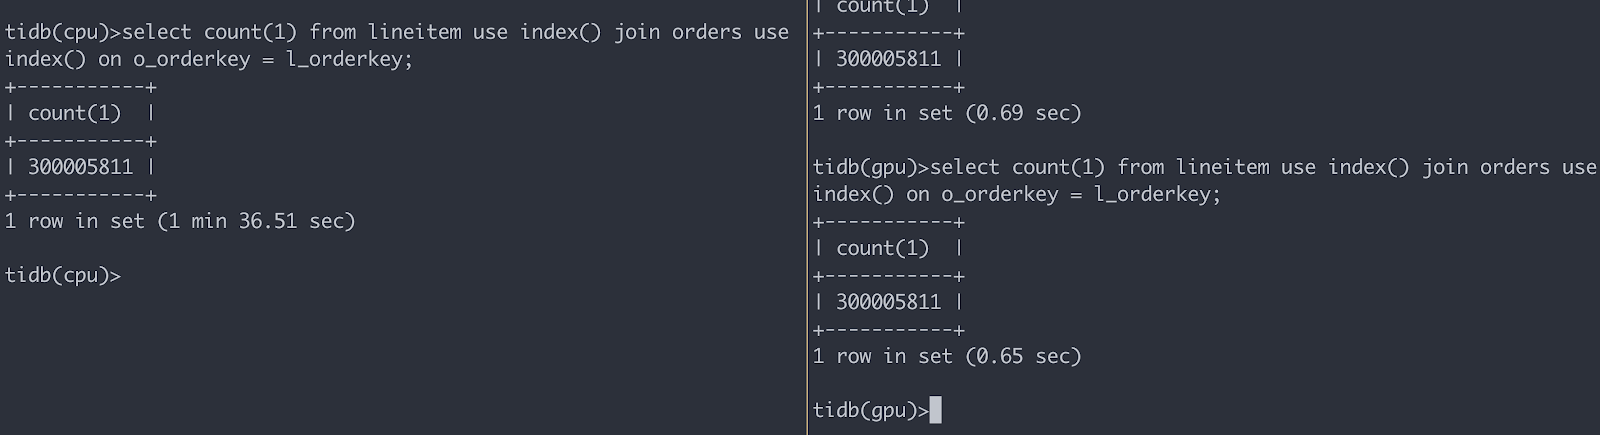 tidb(cpu)>select count(1) from lineitem use index() join orders use
index() on o_orderkey = l_orderkey;
+-----------+
| count(1)  |
+-----------+
| 300005811 |
+-----------+
1 row in set (1 min 36.51 sec)
tidb(cpu)>
| count(1)  |
+-----------+
| 300005811 |
+-----------+
1 row in set (0.69 sec)
tidb(gpu)>select count(1) from lineitem use index() join orders use
index() on o_orderkey = l_orderkey;
+-----------+
| count(1)  |
+-----------+
| 300005811 |
+-----------+
1 row in set (0.65 sec)
tidb(gpu)>